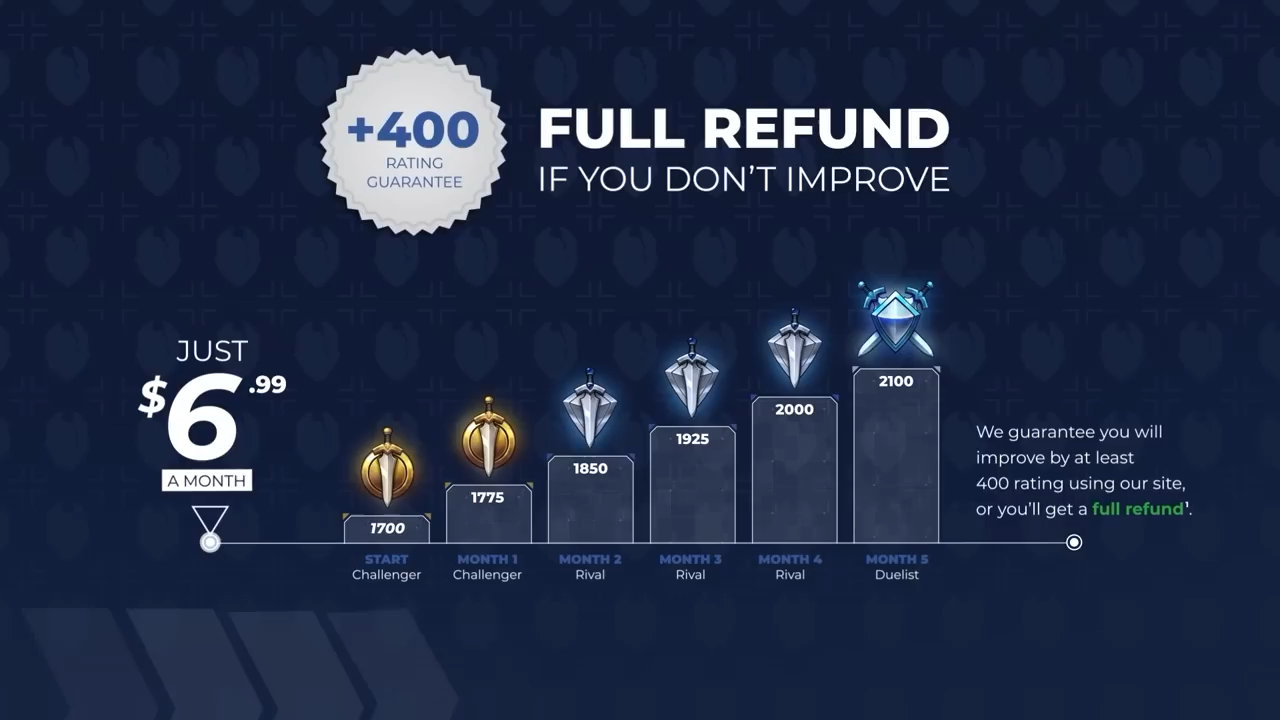 +400
RATING
GUARANTEE
FULL REFUND
IF YOU DON'T IMPROVE
JUST
$6.99
A MONTH
1700
1775
1850
1925
2000
2100
START
Challenger
MONTH 1
Challenger
MONTH 2
Rival
MONTH 3
Rival
MONTH 4
Rival
MONTH 5
Duelist
We guarantee you will
improve by at least
400 rating using our site,
or you'll get a full refund¹.